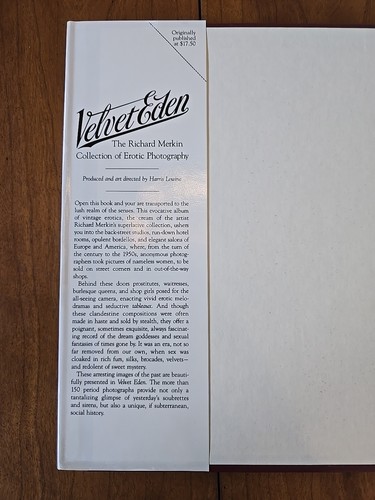 Originally
published
at $17.50
Velvet Eden
The Richard Merkin
Collection of Erotic Photography
Produced and art directed by Harris Lewine
Open this book and your are transported to the
lush realm of the senses. This evocative album
of vintage erotica, the cream of the artist
Richard Merkin's superlative collection, ushers
you into the back-street studios, run-down hotel
rooms, opulent bordellos, and elegant salons of
Europe and America, where, from the turn of
the century to the 1950s, anonymous photog-
raphers took pictures of nameless women, to be
sold on street corners and in out-of-the-way
shops.
Behind these doors prostitutes, waitresses,
burlesque queens, and shop girls posed for the
all-seeing camera, enacting vivid erotic melo-
dramas and seductive tableaux. And though
these clandestine compositions were often
made in haste and sold by stealth, they offer a
poignant, sometimes exquisite, always fascinat-
ing record of the dream goddesses and sexual
fantasies of times gone by. It was an era, not so
far removed from our own, when sex was
cloaked in rich furs, silks, brocades, velvets—
and redolent of sweet mystery.
These arresting images of the past are beauti-
fully presented in Velvet Eden. The more than
150 period photographs provide not only a
tantalizing glimpse of yesterday's soubrettes
and sirens, but also a unique, if subterranean,
social history.